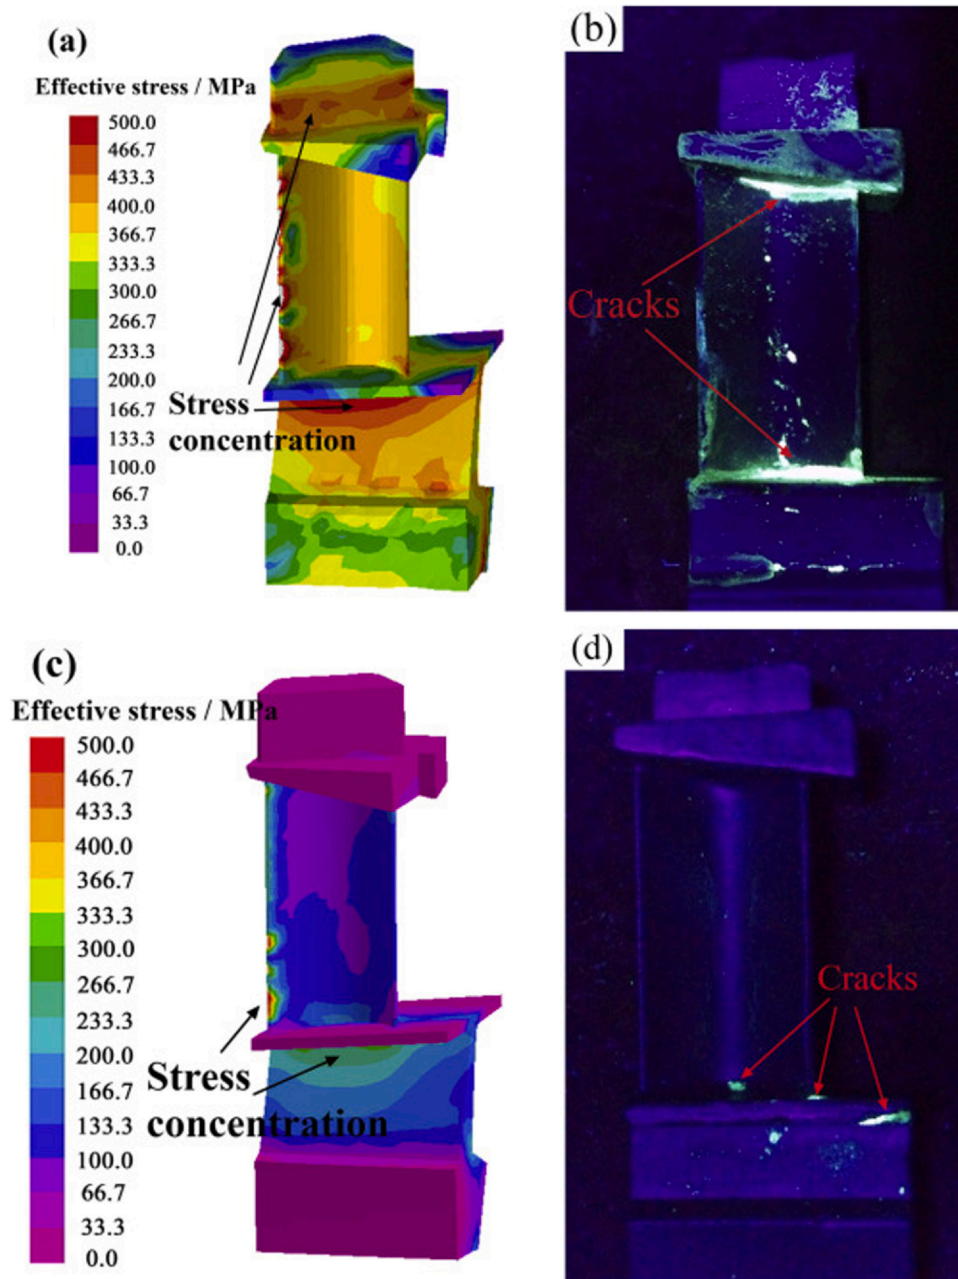 (a)
Effective stress / MPa
500.0
466.7
433.3
400.0
366.7
333.3
300.0
266.7
233.3
200.0
166.7
133.3
100.0
66.7
33.3
0.0
Stress
concentration
(b)
Cracks
(c)
Effective stress / MPa
500.0
466.7
433.3
400.0
366.7
333.3
300.0
266.7
233.3
200.0
166.7
133.3
100.0
66.7
33.3
0.0
Stress
concentration
(d)
Cracks